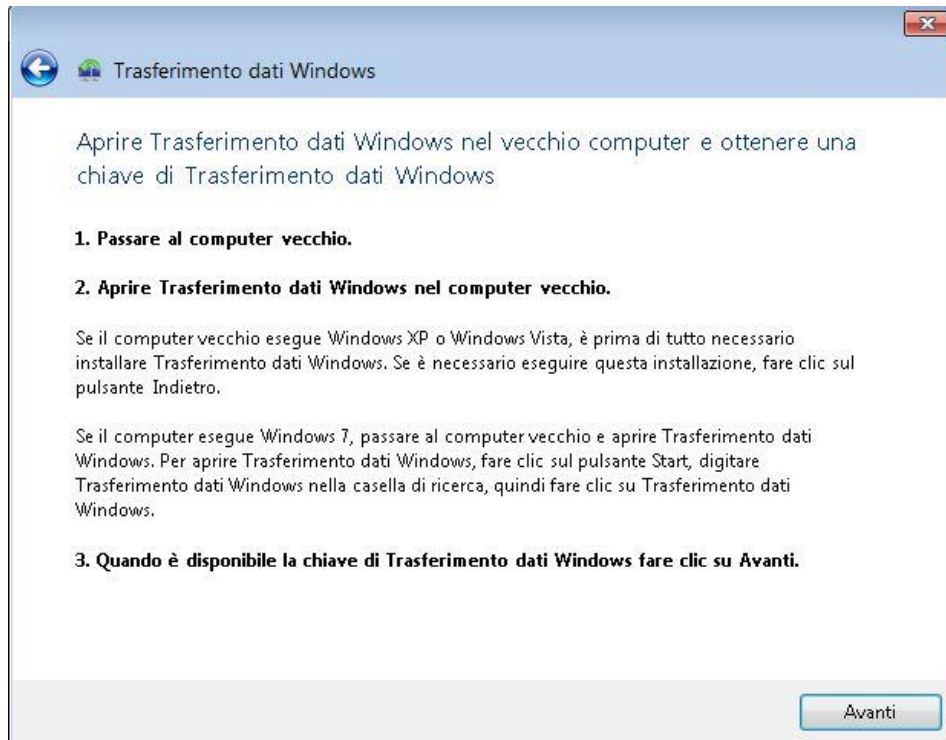 Trasferimento dati Windows
Aprire Trasferimento dati Windows nel vecchio computer e ottenere una
chiave di Trasferimento dati Windows
1. Passare al computer vecchio.
2. Aprire Trasferimento dati Windows nel computer vecchio.
Se il computer vecchio esegue Windows XP o Windows Vista, è prima di tutto necessario
installare Trasferimento dati Windows. Se è necessario eseguire questa installazione, fare clic sul
pulsante Indietro.
Se il computer esegue Windows 7, passare al computer vecchio e aprire Trasferimento dati
Windows. Per aprire Trasferimento dati Windows, fare clic sul pulsante Start, digitare
Trasferimento dati Windows nella casella di ricerca, quindi fare clic su Trasferimento dati
Windows.
3. Quando è disponibile la chiave di Trasferimento dati Windows fare clic su Avanti.
Avanti